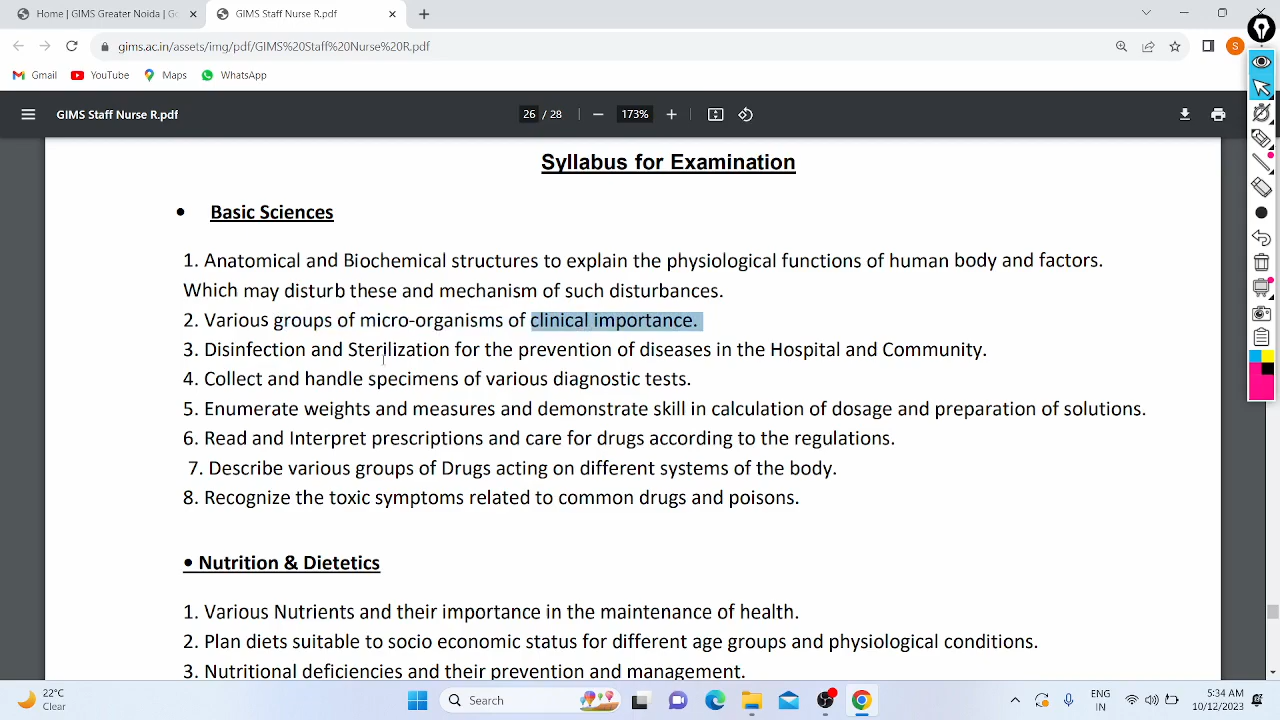 Home | GIMS Greater Noida | Go
GIMS Staff Nurse R.pdf
gims.ac.in/assets/img/pdf/GIMS%20Staff%20Nurse%20R.pdf
S
Gmail
YouTube
Maps
WhatsApp
GIMS Staff Nurse R.pdf
26 / 28
173%
Syllabus for Examination
• Basic Sciences
1. Anatomical and Biochemical structures to explain the physiological functions of human body and factors.
Which may disturb these and mechanism of such disturbances.
2. Various groups of micro-organisms of clinical importance.
3. Disinfection and Sterilization for the prevention of diseases in the Hospital and Community.
4. Collect and handle specimens of various diagnostic tests.
5. Enumerate weights and measures and demonstrate skill in calculation of dosage and preparation of solutions.
6. Read and Interpret prescriptions and care for drugs according to the regulations.
7. Describe various groups of Drugs acting on different systems of the body.
8. Recognize the toxic symptoms related to common drugs and poisons.
• Nutrition & Dietetics
1. Various Nutrients and their importance in the maintenance of health.
2. Plan diets suitable to socio economic status for different age groups and physiological conditions.
3. Nutritional deficiencies and their prevention and management.
22°C
Clear
Search
ENG
IN
5:34 AM
10/12/2023